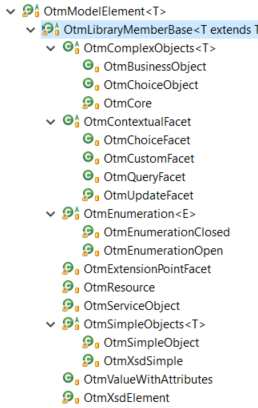 OtmModelElement<T>
OtmLibraryMemberBase<T extends T
OtmComplexObjects<T>
OtmBusinessObject
OtmChoiceObject
OtmCore
OtmContextualFacet
OtmChoiceFacet
OtmCustomFacet
OtmQueryFacet
OtmUpdateFacet
OtmEnumeration<E>
OtmEnumerationClosed
OtmEnumerationOpen
OtmExtensionPointFacet
OtmResource
OtmServiceObject
OtmSimpleObjects<T>
OtmSimpleObject
OtmXsdSimple
OtmValueWithAttributes
OtmXsdElement